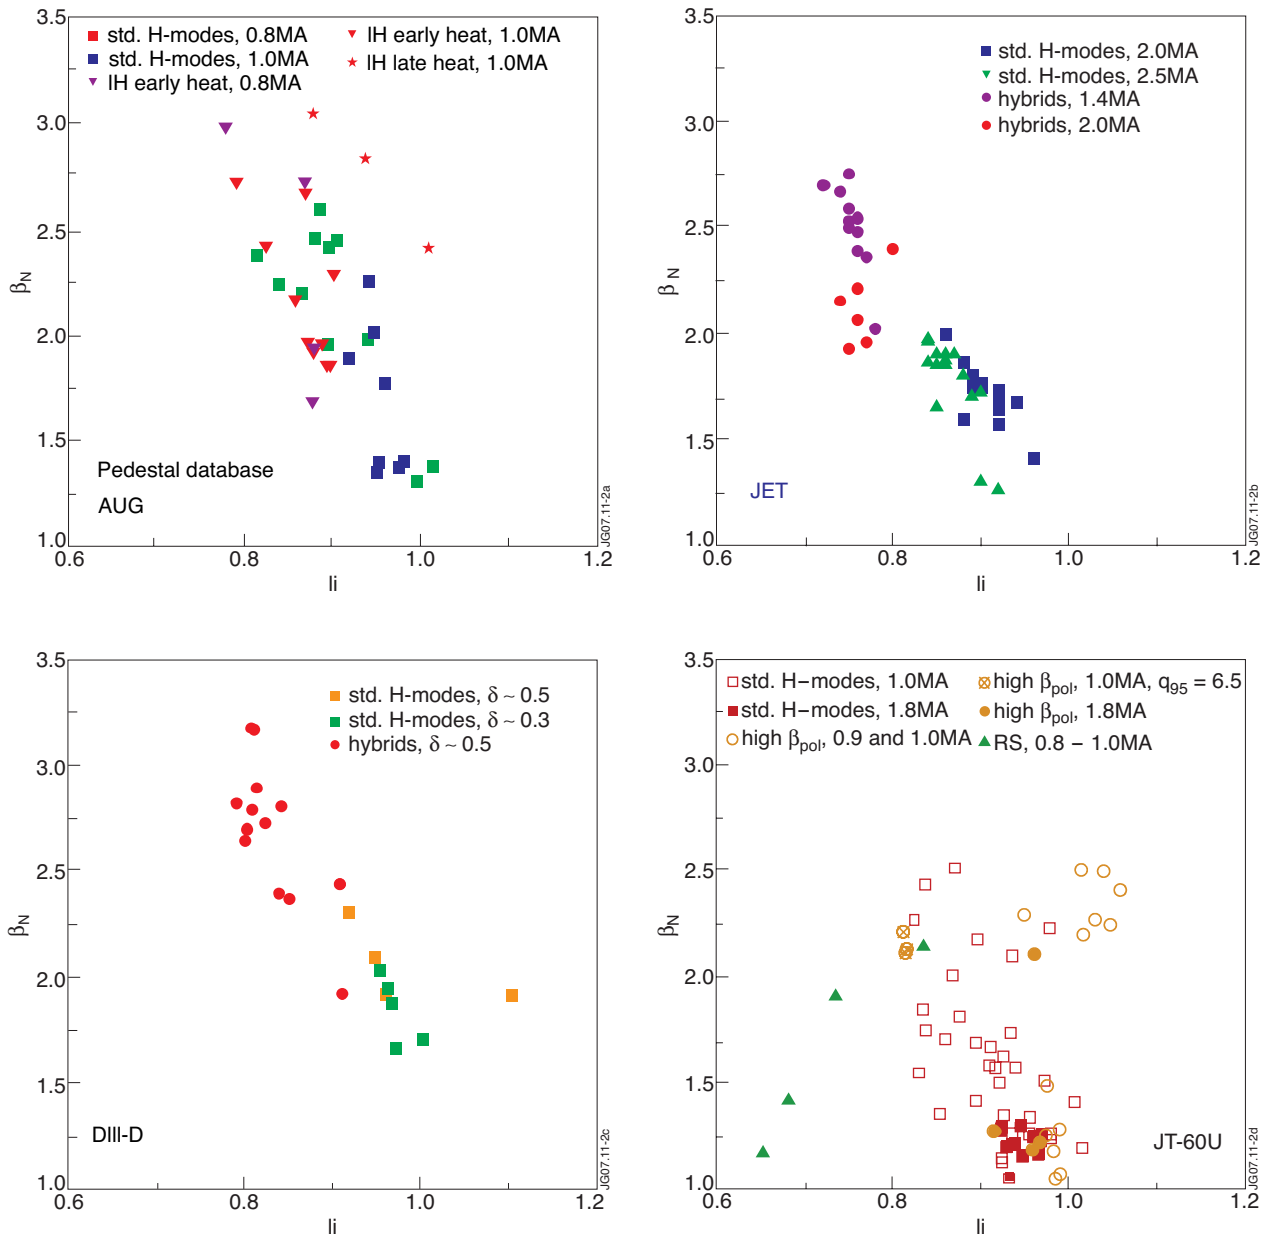 3.5
3.0
2.5
2.0
1.5
1.0
βN
0.6
0.8
1.0
1.2
li
std. H-modes, 0.8MA
std. H-modes, 1.0MA
IH early heat, 0.8MA
IH early heat, 1.0MA
IH late heat, 1.0MA
Pedestal database
AUG
JG07.11-2a
3.5
3.0
2.5
2.0
1.5
1.0
βN
0.6
0.8
1.0
1.2
li
std. H-modes, 2.0MA
std. H-modes, 2.5MA
hybrids, 1.4MA
hybrids, 2.0MA
JET
JG07.11-2b
3.5
3.0
2.5
2.0
1.5
1.0
βN
0.6
0.8
1.0
1.2
li
std. H-modes, δ ~ 0.5
std. H-modes, δ ~ 0.3
hybrids, δ ~ 0.5
DIII-D
JG07.11-2c
3.5
3.0
2.5
2.0
1.5
1.0
βN
0.6
0.8
1.0
1.2
li
std. H–modes, 1.0MA
std. H–modes, 1.8MA
high βpol, 0.9 and 1.0MA
high βpol, 1.0MA, q95 = 6.5
high βpol, 1.8MA
RS, 0.8 – 1.0MA
JT-60U
JG07.11-2d